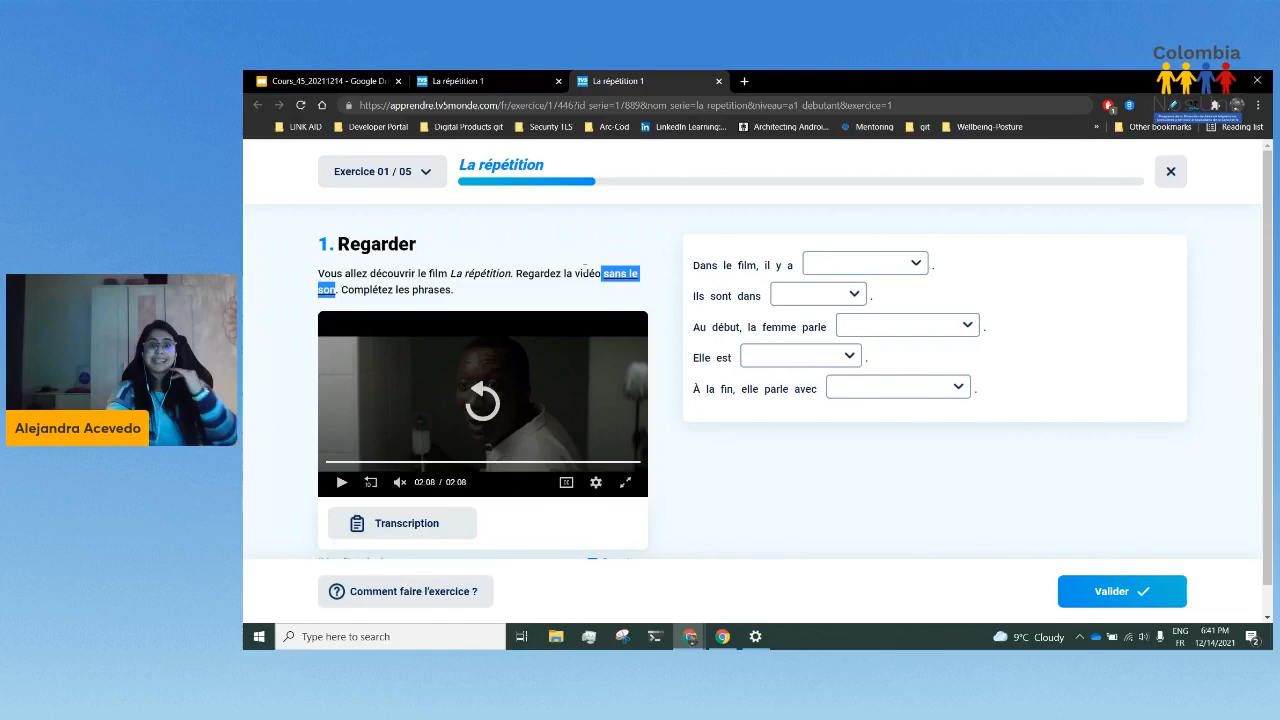 Colombia
Cours_45_20211214 - Google Dr
La répétition 1
La répétition 1
https://apprendre.tv5monde.com/fr/exercice/1/446?id_serie=1/8898&nom_serie=la repetition&niveau=a1 debutant&exercice=1
LINK AID
Developer Portal
Digital Products git
Security TLS
Arc-Cod
LinkedIn Learning:...
Architecting Androi...
Mentoring
git
Wellbeing-Posture
»
Other bookmarks
Reading list
Exercice 01 / 05
La répétition
1. Regarder
Vous allez découvrir le film La répétition. Regardez la vidéo sans le
son. Complétez les phrases.
02:08 / 02:08
Transcription
Dans le film, il y a .
Ils sont dans .
Au début, la femme parle .
Elle est .
À la fin, elle parle avec .
Comment faire l'exercice ?
Valider
Alejandra Acevedo
Type here to search
9°C Cloudy
ENG
FR
6:41 PM
12/14/2021